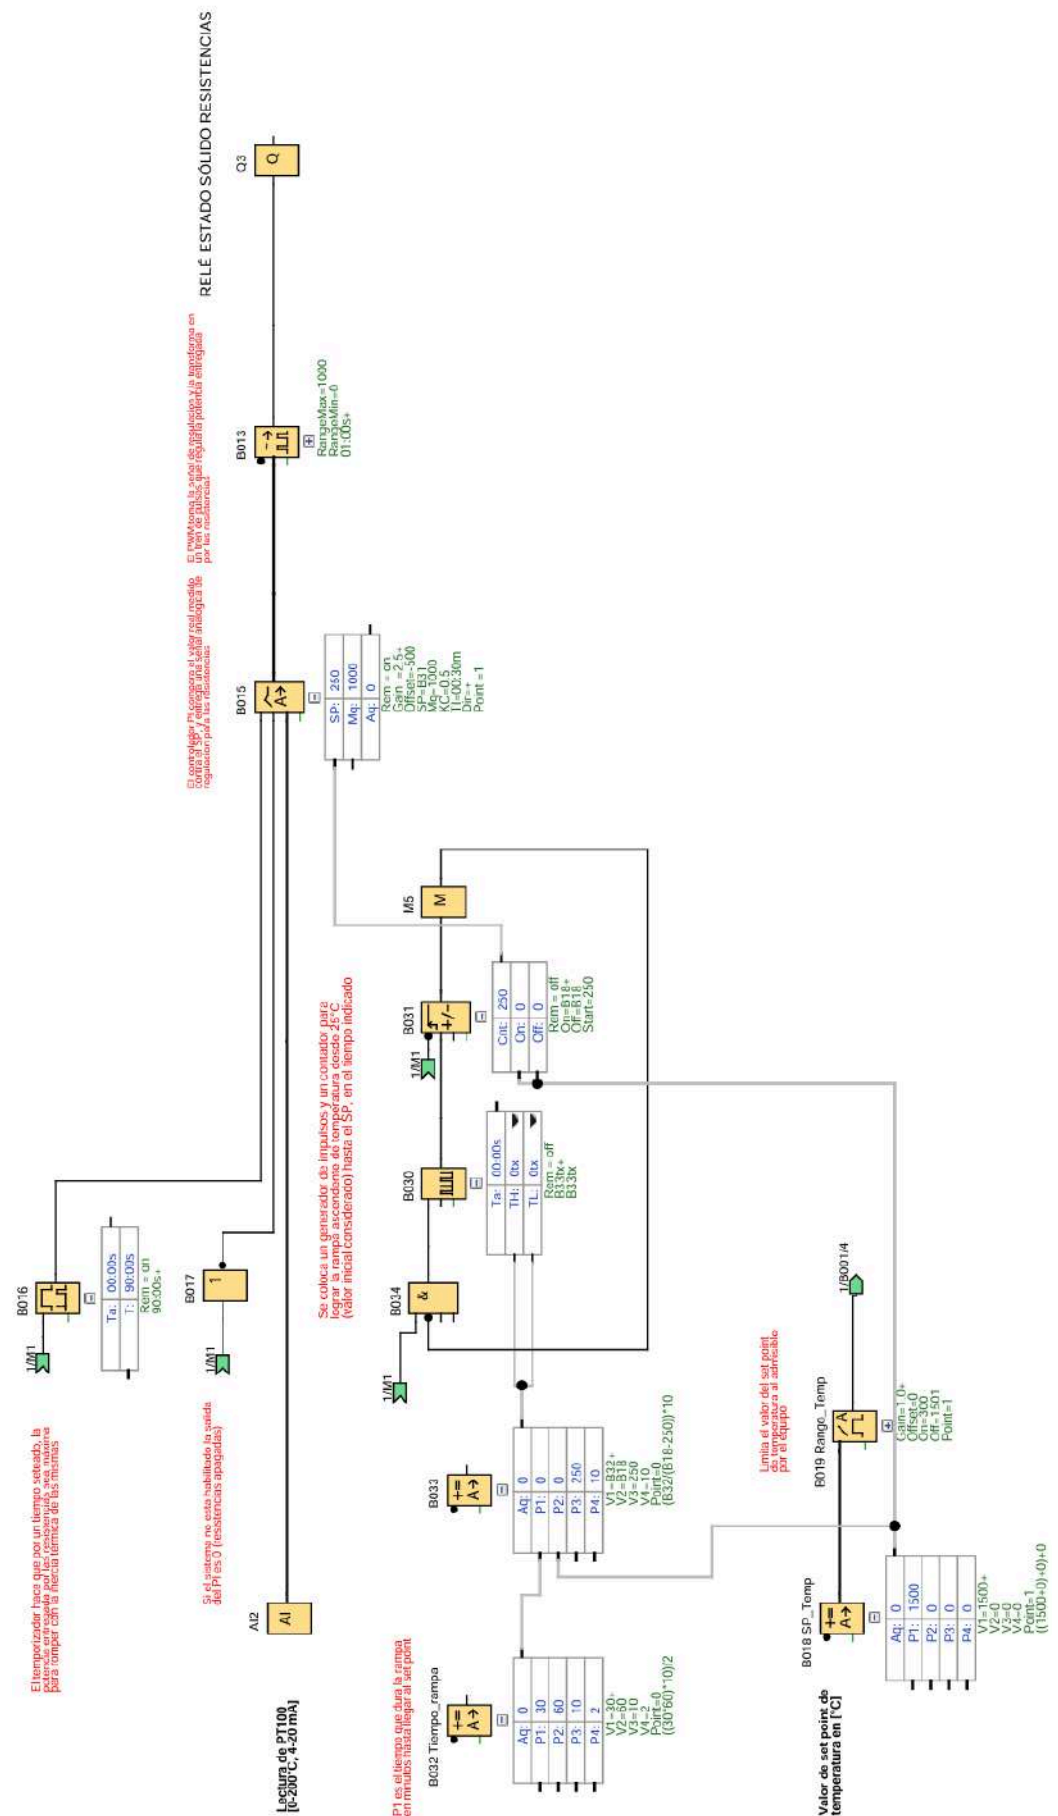 El temporizador hace que por un tiempo seteado, la
potencia entregada por las resistencias sea máxima
para romper con la inercia térmica de las mismas
1/M1
B016
Ta: 00:00s
T: 90:00s
Rem = on
90:00s+
Si el sistema no esta habilitado la salida
del PI es 0 (resistencias apagadas)
1/M1
B017
1
Lectura de PT100
[0-200°C, 4-20 mA]
AI2
AI
El controlador PI compara el valor real medido
contra el SP, y entrega una señal analogica de
regulacion para las resistencias
B015
A→
SP: 250
Mq: 1000
Aq: 0
Rem = on
Gain =2.5+
Offset=-500
SP=B31
Mq=1000
KC=0.5
TI=00:30m
Dir=+
Point =1
El PWM toma la señal de regulacion y la transforma en
un tren de pulsos que regula la potencia entregada
por las resistencias
B013
RangeMax=1000
RangeMin=0
01:00s+
RELÉ ESTADO SÓLIDO RESISTENCIAS
Q3
Q
Se coloca un generador de impulsos y un contador para
lograr la rampa ascendente de temperatura desde 25°C
(valor inicial considerado) hasta el SP, en el tiempo indicado
1/M1
B034
&
B030
Ta: 00:00s
TH: 0tx
TL: 0tx
Rem = off
B33tx+
B33tx
1/M1
B031
+/-
Cnt: 250
On: 0
Off: 0
Rem = off
On=B18+
Off=B18
Start=250
M5
M
P1 es el tiempo que dura la rampa
en minutos hasta llegar al set point
B032 Tiempo_rampa
+=
A→
Aq: 0
P1: 30
P2: 60
P3: 10
P4: 2
V1=30+
V2=60
V3=10
V4=2
Point=0
((30*60)*10)/2
B033
+=
A→
Aq: 0
P1: 0
P2: 0
P3: 250
P4: 10
V1=B32+
V2=B18
V3=250
V4=10
Point=0
(B32/(B18-250))*10
Valor de set point de
temperatura en [°C]
B018 SP_Temp
+=
A→
Aq: 0
P1: 1500
P2: 0
P3: 0
P4: 0
V1=1500+
V2=0
V3=0
V4=0
Point=1
((1500+0)+0)+0
Limita el valor del set point
de temperatura al admisible
por el equipo
B019 Rango_Temp
A
Gain=1.0+
Offset=0
On=300
Off=1501
Point=1
1/B001/4